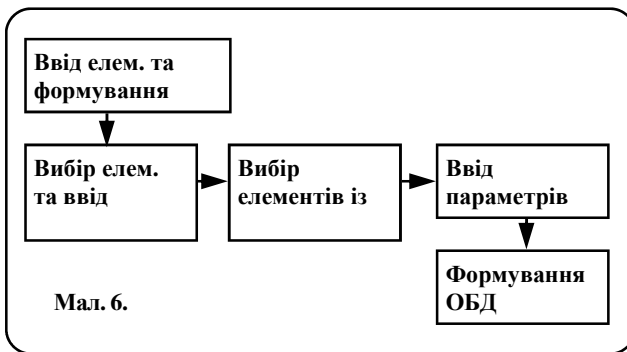 Ввід елем. та
формування
Вибір елем.
та ввід
Вибір
елементів із
Ввід
параметрів
Формування
ОБД
Мал. 6.